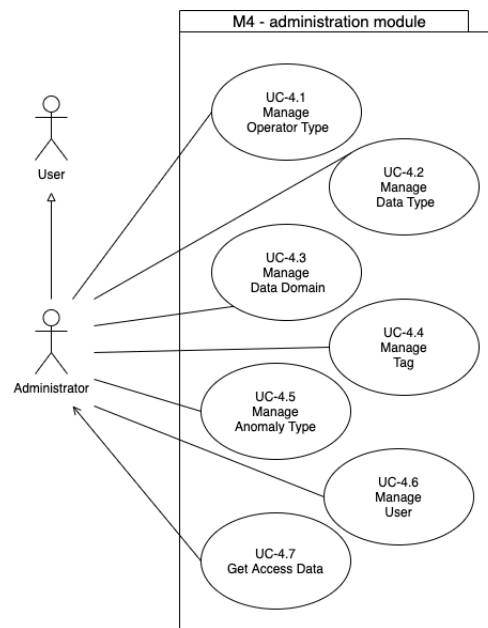 M4 - administration module
UC-4.1
Manage
Operator Type
User
UC-4.2
Manage
Data Type
UC-4.3
Manage
Data Domain
Administrator
UC-4.4
Manage
Tag
UC-4.5
Manage
Anomaly Type
UC-4.6
Manage
User
UC-4.7
Get Access Data